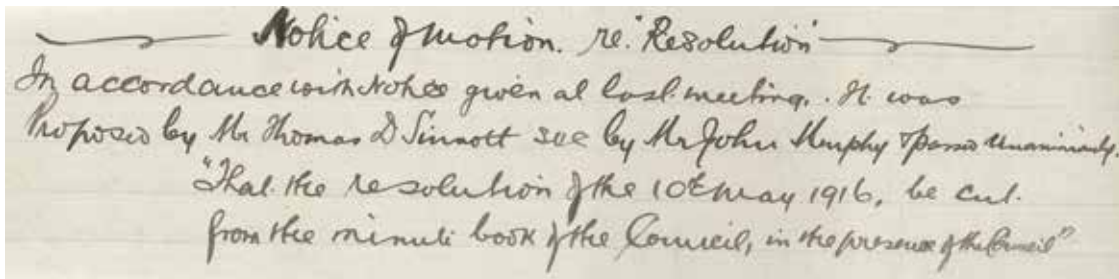 Notice of Motion. re "Resolution"
In accordance with Notice given at last meeting. It was
Proposed by Mr Thomas D Sinnott sec by Mr John Murphy & passed Unanimously.
"That the resolution of the 10th May 1916, be cut
from the minute book of the Council, in the presence of the Council"